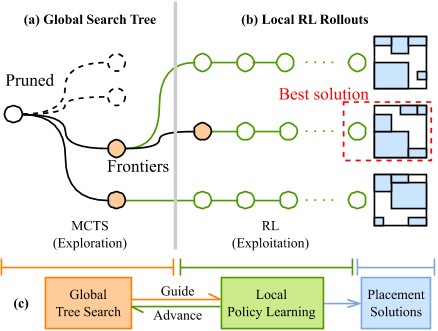 (a) Global Search Tree
(b) Local RL Rollouts
Pruned
Best solution
Frontiers
MCTS
(Exploration)
RL
(Exploitation)
(c)
Global
Tree Search
Guide
Advance
Local
Policy Learning
Placement
Solutions